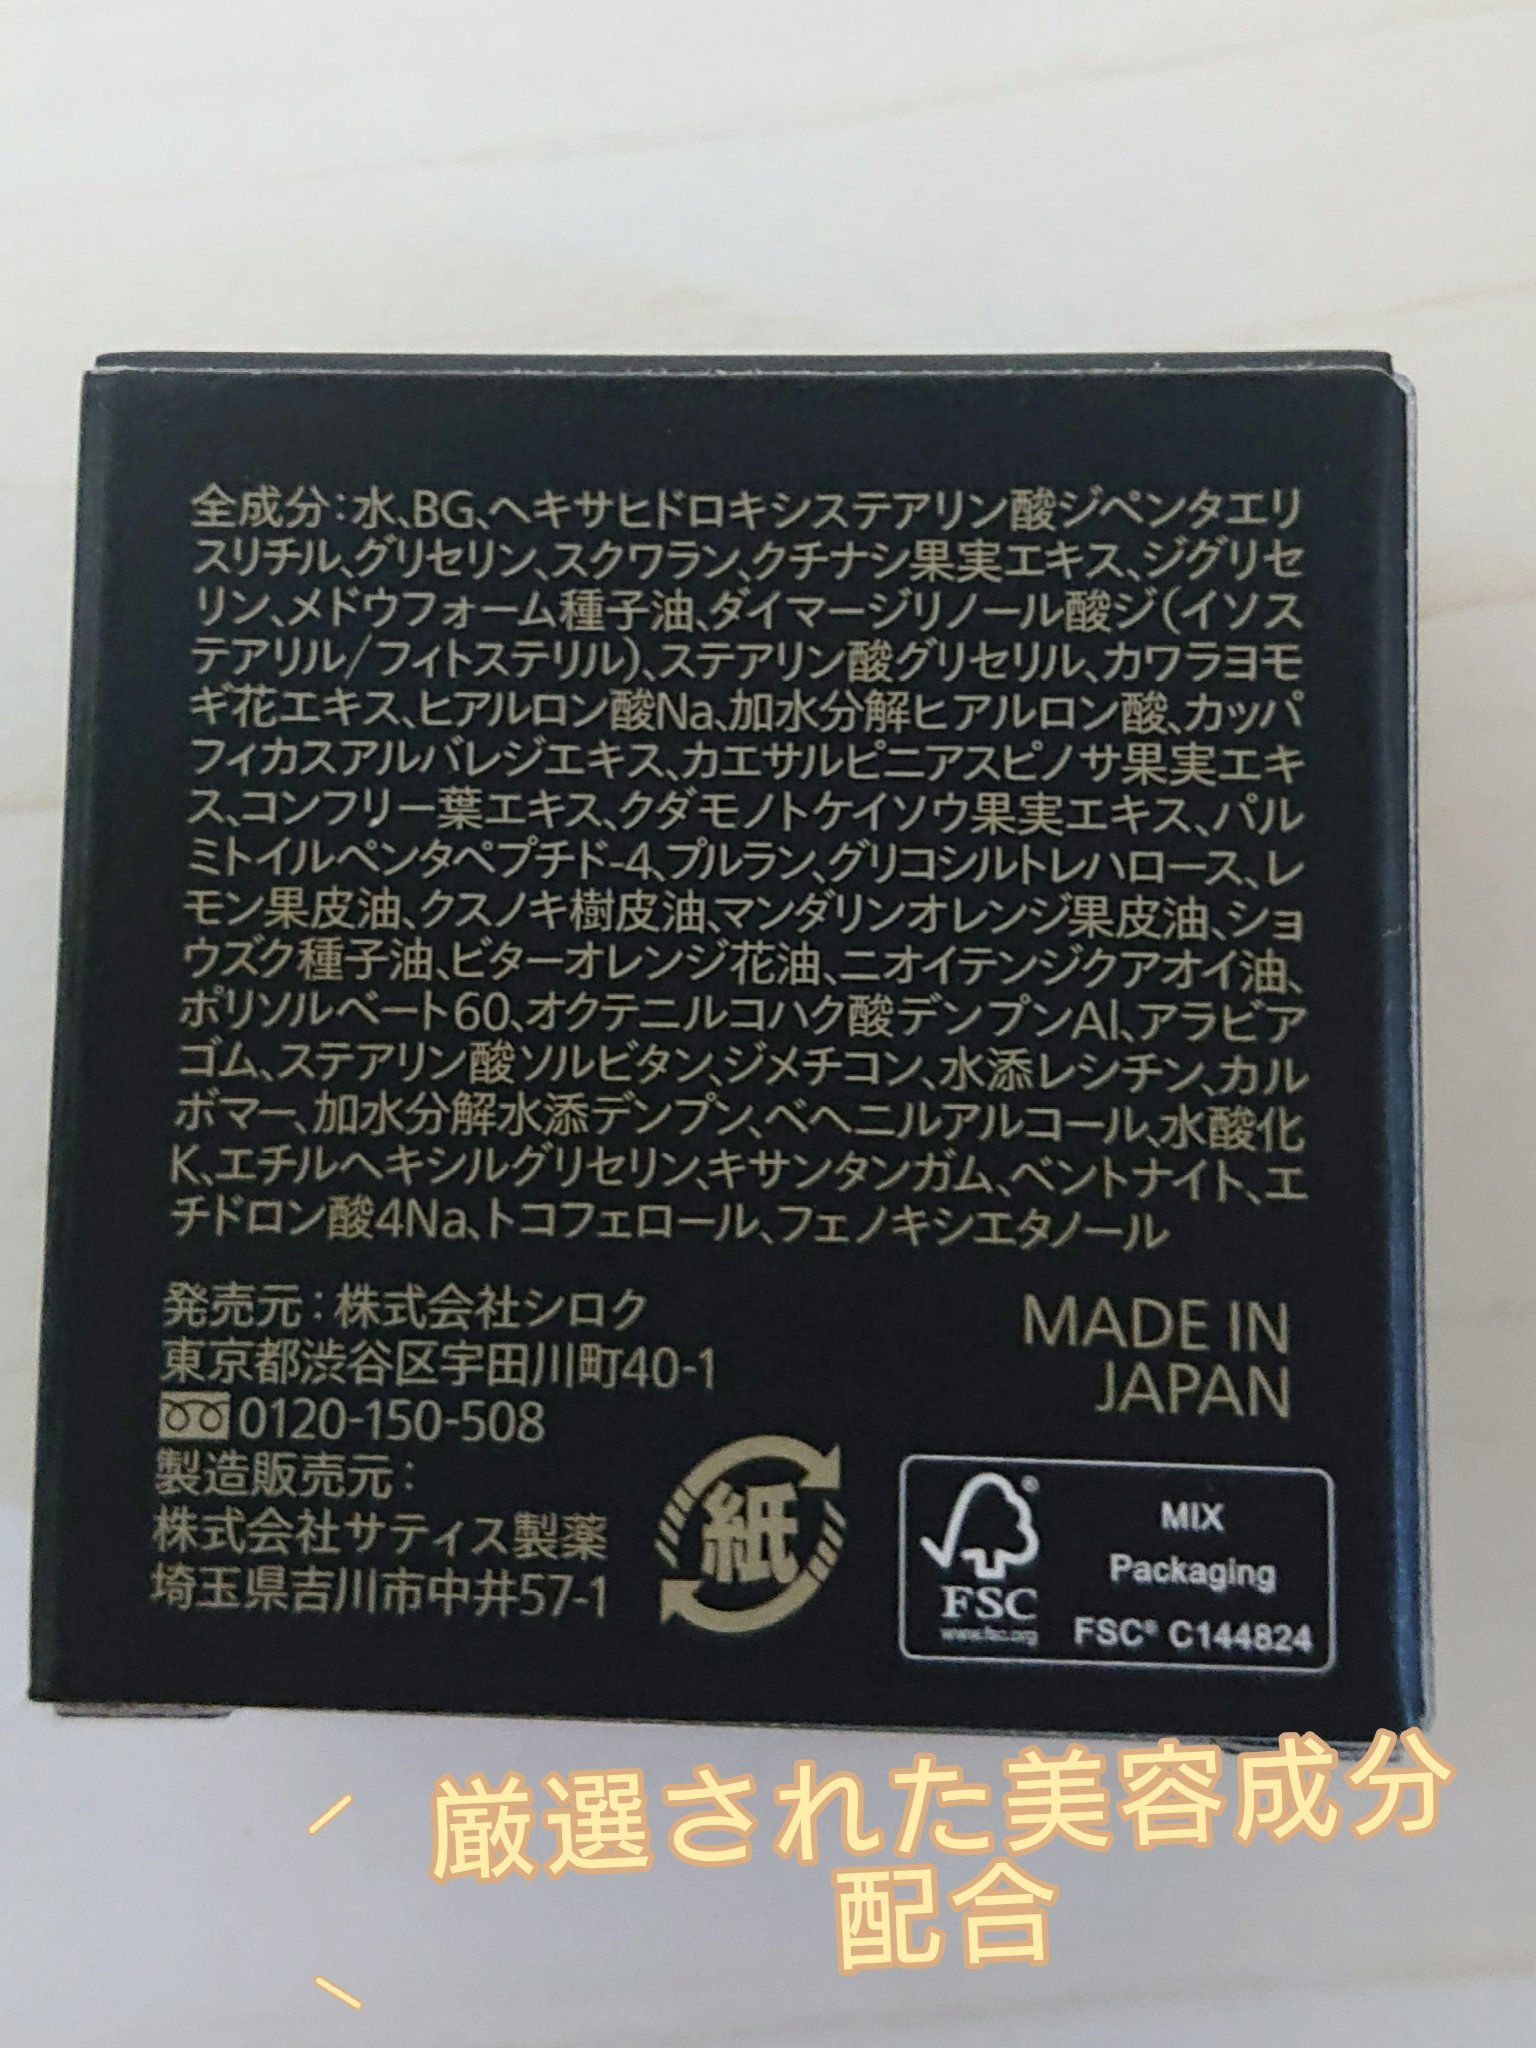 全成分：水、BG、ヘキサヒドロキシステアリン酸ジペンタエリ
スリチル、グリセリン、スクワラン、クチナシ果実エキス、ジグリセ
リン、メドウフォーム種子油、ダイマージリノール酸ジ(イソス
テアリル/フィトステリル)、ステアリン酸グリセリル、カワラヨモ
ギ花エキス、ヒアルロン酸Na、加水分解ヒアルロン酸、カッパ
フィカスアルバレジエキス、カエサルピニアスピノサ果実エキ
ス、コンフリー葉エキス、クダモノトケイソウ果実エキス、パル
ミトイルペンタペプチド-4、プルラン、グリコシルトレハロース、レ
モン果皮油、クスノキ樹皮油、マンダリンオレンジ果皮油、ショ
ウズク種子油、ビターオレンジ花油、ニオイテンジクアオイ油、
ポリソルベート60、オクテニルコハク酸デンプンAl、アラビア
ゴム、ステアリン酸ソルビタン、ジメチコン、水添レシチン、カル
ボマー、加水分解水添デンプン、ベヘニルアルコール、水酸化
K、エチルヘキシルグリセリン、キサンタンガム、ベントナイト、エ
チドロン酸4Na、トコフェロール、フェノキシエタノール
発売元：株式会社シロク
東京都渋谷区宇田川町40-1
0120-150-508
製造販売元：
株式会社サティス製薬
埼玉県吉川市中井57-1
紙
MADE IN
JAPAN
FSC
www.fsc.org
MIX
Packaging
FSC® C144824
厳選された美容成分
配合